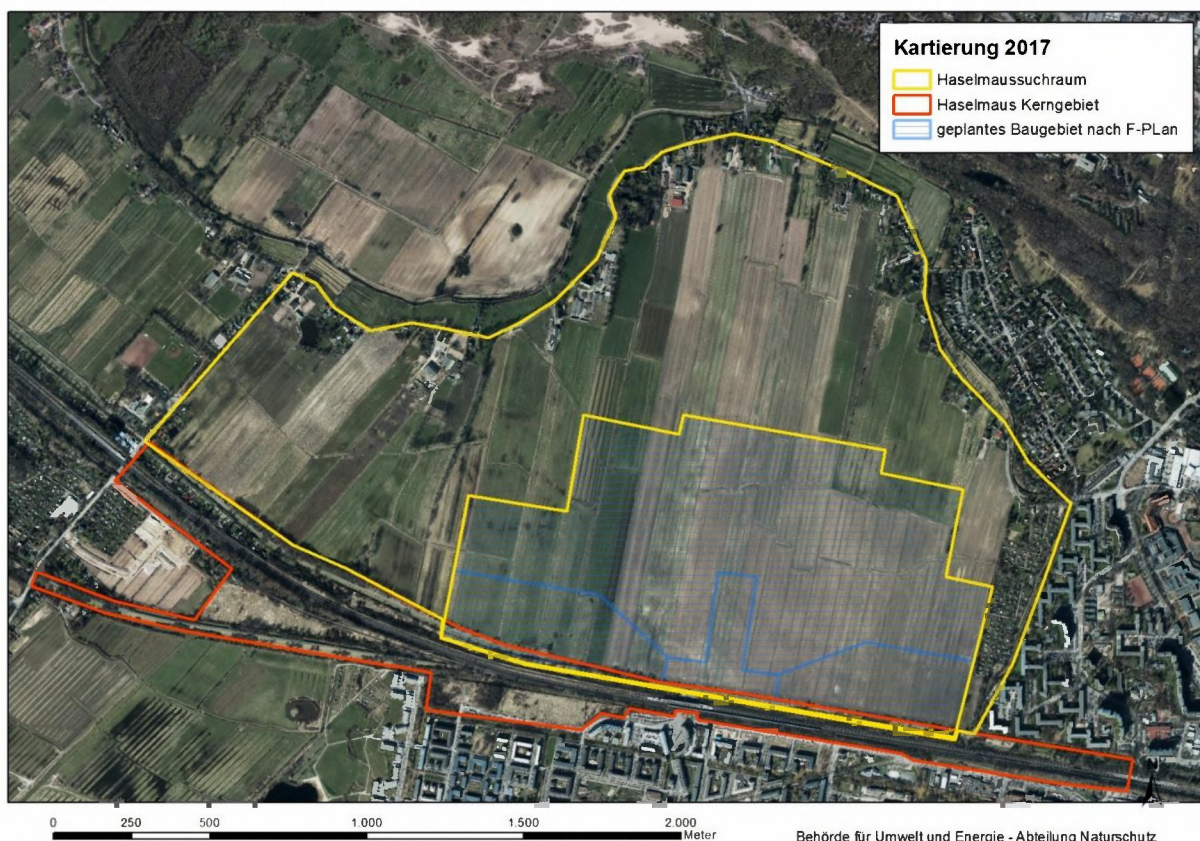 Kartierung 2017
Haselmaussuchraum
Haselmaus Kerngebiet
geplantes Baugebiet nach F-PLan
0 250 500 1.000 1.500 2.000
Meter
Behörde für Umwelt und Energie - Abteilung Naturschutz